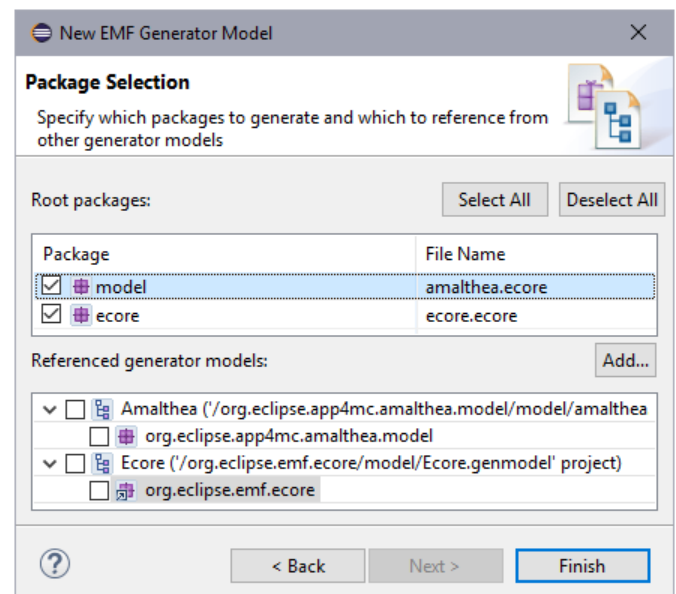 New EMF Generator Model
Package Selection
Specify which packages to generate and which to reference from
other generator models
Root packages:
Select All
Deselect All
Package
File Name
model
amalthea.ecore
ecore
ecore.ecore
Referenced generator models:
Add...
Amalthea ('/org.eclipse.app4mc.amalthea.model/model/amalthea
org.eclipse.app4mc.amalthea.model
Ecore ('/org.eclipse.emf.ecore/model/Ecore.genmodel' project)
org.eclipse.emf.ecore
?
< Back
Next >
Finish